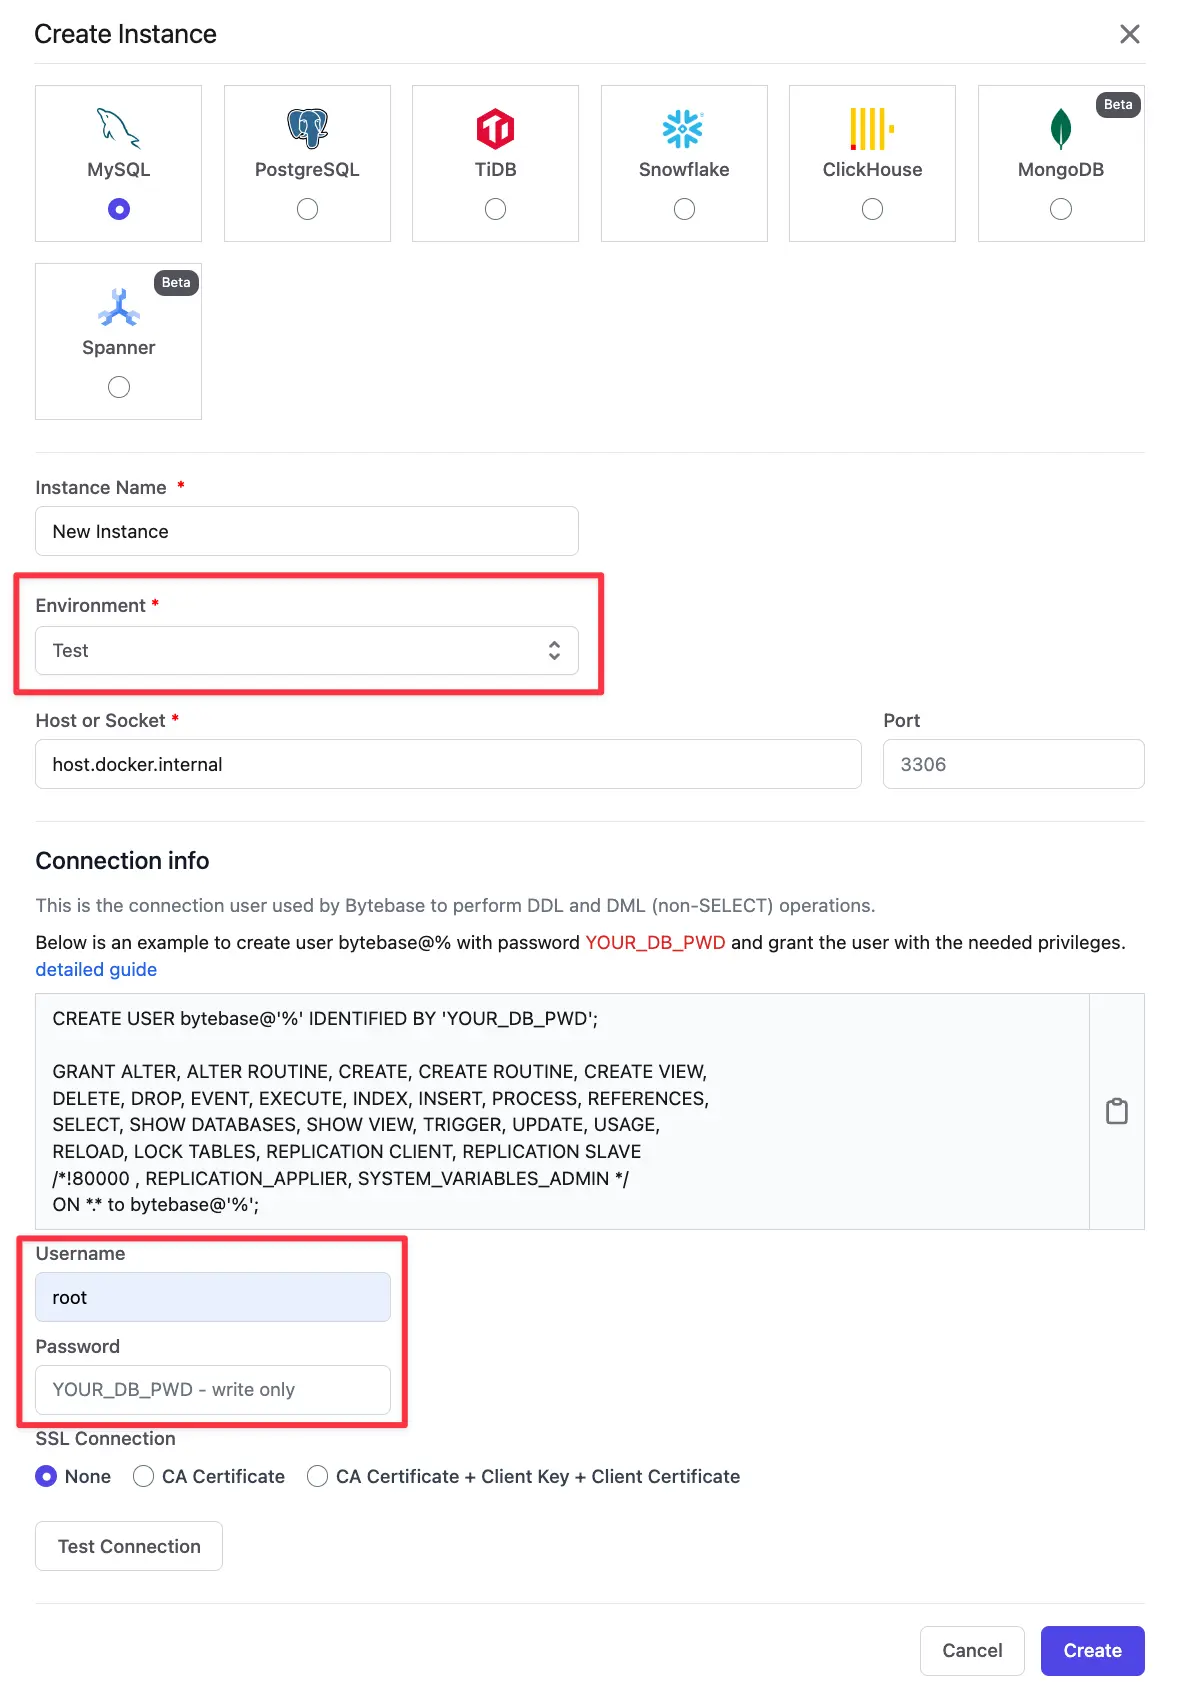 Create Instance
MySQL
PostgreSQL
TiDB
Snowflake
ClickHouse
Beta
MongoDB
Beta
Spanner
Instance Name *
New Instance
Environment *
Test
Host or Socket *
Port
host.docker.internal
3306
Connection info
This is the connection user used by Bytebase to perform DDL and DML (non-SELECT) operations.
Below is an example to create user bytebase@% with password YOUR_DB_PWD and grant the user with the needed privileges.
detailed guide
CREATE USER bytebase@'%' IDENTIFIED BY 'YOUR_DB_PWD';
GRANT ALTER, ALTER ROUTINE, CREATE, CREATE ROUTINE, CREATE VIEW,
DELETE, DROP, EVENT, EXECUTE, INDEX, INSERT, PROCESS, REFERENCES,
SELECT, SHOW DATABASES, SHOW VIEW, TRIGGER, UPDATE, USAGE,
RELOAD, LOCK TABLES, REPLICATION CLIENT, REPLICATION SLAVE
/*!80000 , REPLICATION_APPLIER, SYSTEM_VARIABLES_ADMIN */
ON *.* to bytebase@'%';
Username
root
Password
YOUR_DB_PWD - write only
SSL Connection
None
CA Certificate
CA Certificate + Client Key + Client Certificate
Test Connection
Cancel
Create